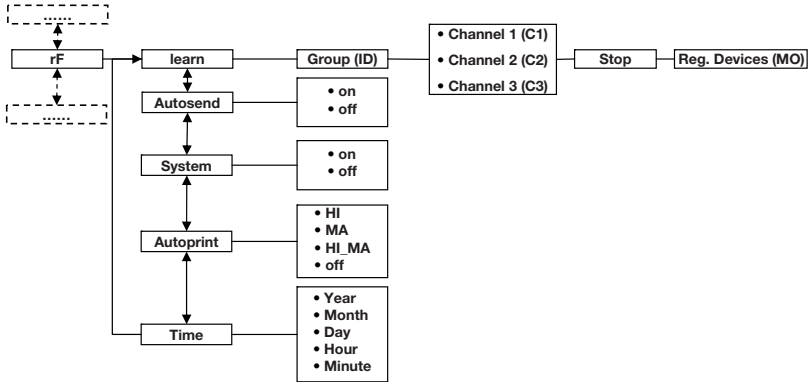 ......
rF
......
learn
Group (ID)
• Channel 1 (C1)
• Channel 2 (C2)
• Channel 3 (C3)
Stop
Reg. Devices (MO)
Autosend
• on
• off
System
• on
• off
Autoprint
• HI
• MA
• HI_MA
• off
Time
• Year
• Month
• Day
• Hour
• Minute